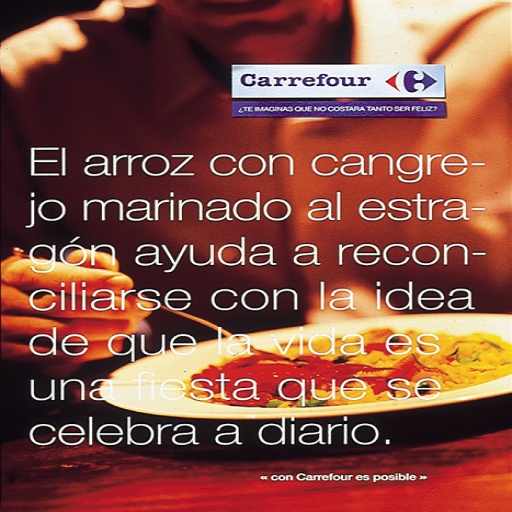 Carrefour
¿TE IMAGINAS QUE NO COSTARA TANTO SER FELIZ?
El arroz con cangre-
jo marinado al estra-
gón ayuda a recon-
ciliarse con la idea
de que la vida es
una fiesta que se
celebra a diario.
« con Carrefour es posible »